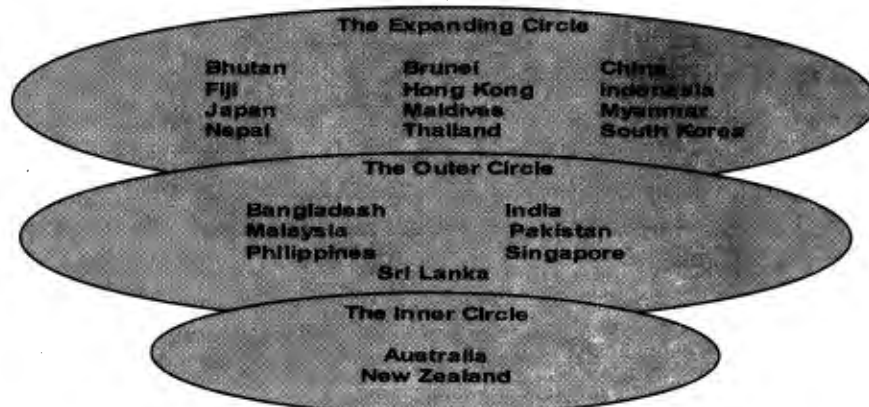 The Expanding Circle
Bhutan Brunei China
Fiji Hong Kong Indonesia
Japan Maldives Myanmar
Nepal Thailand South Korea
The Outer Circle
Bangladesh India
Malaysia Pakistan
Philippines Singapore
Sri Lanka
The Inner Circle
Australia
New Zealand